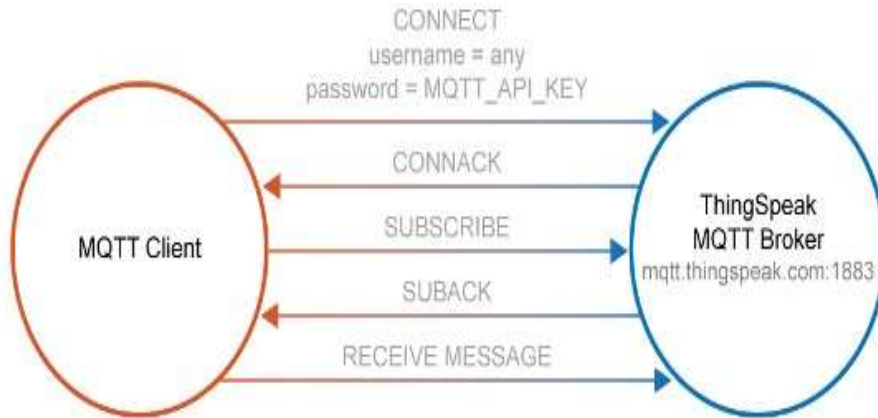 CONNECT
username = any
password = MQTT_API_KEY
CONNACK
SUBSCRIBE
SUBACK
RECEIVE MESSAGE
MQTT Client
ThingSpeak
MQTT Broker
mqtt.thingspeak.com:1883